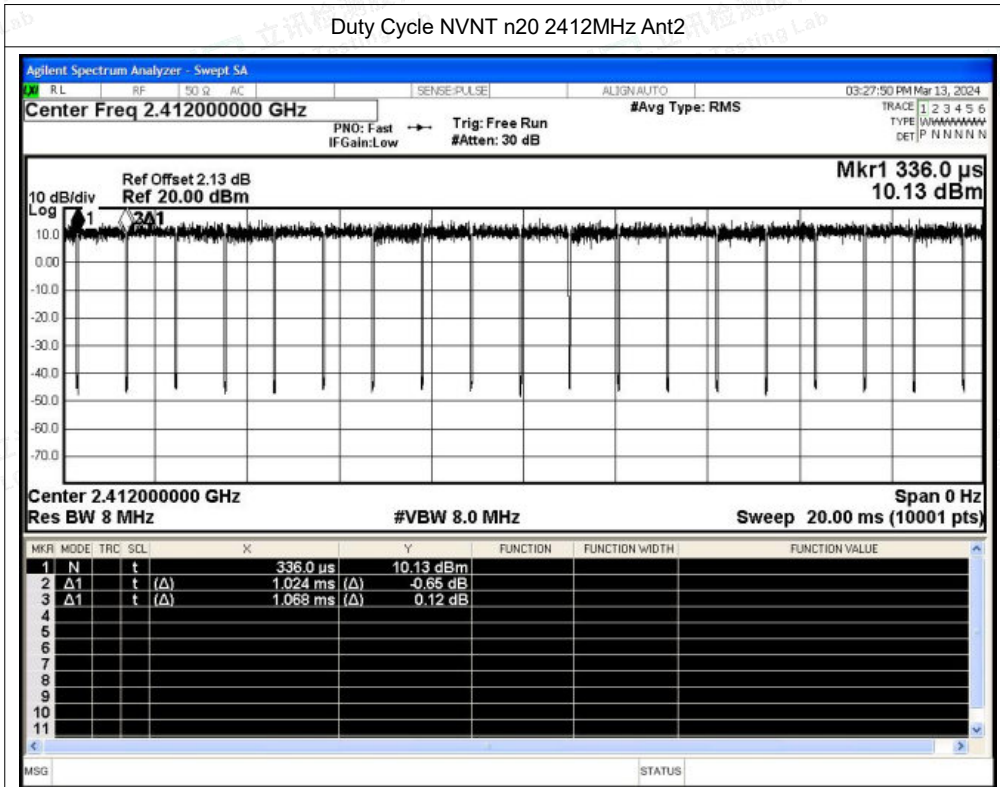 Duty Cycle NVNT n20 2412MHz Ant2
Agilent Spectrum Analyzer - Swept SA
RL RF 50 Ω AC SENSE:PULSE ALIGN AUTO 03:27:50 PM Mar 13, 2024
Center Freq 2.412000000 GHz #Avg Type: RMS TRACE 1 2 3 4 5 6
PNO: Fast Trig: Free Run TYPE WWWWWW
IFGain:Low #Atten: 30 dB DET P N N N N N
Mkr1 336.0 µs
Ref Offset 2.13 dB
10 dB/div Ref 20.00 dBm 10.13 dBm
Log
1 2Δ1
10.0
0.00
-10.0
-20.0
-30.0
-40.0
-50.0
-60.0
-70.0
Center 2.412000000 GHz Span 0 Hz
Res BW 8 MHz #VBW 8.0 MHz Sweep 20.00 ms (10001 pts)
MKR MODE TRC SCL X Y FUNCTION FUNCTION WIDTH FUNCTION VALUE
1 N t 336.0 µs 10.13 dBm
2 Δ1 t (Δ) 1.024 ms (Δ) -0.65 dB
3 Δ1 t (Δ) 1.068 ms (Δ) 0.12 dB
4
5
6
7
8
9
10
11
MSG STATUS